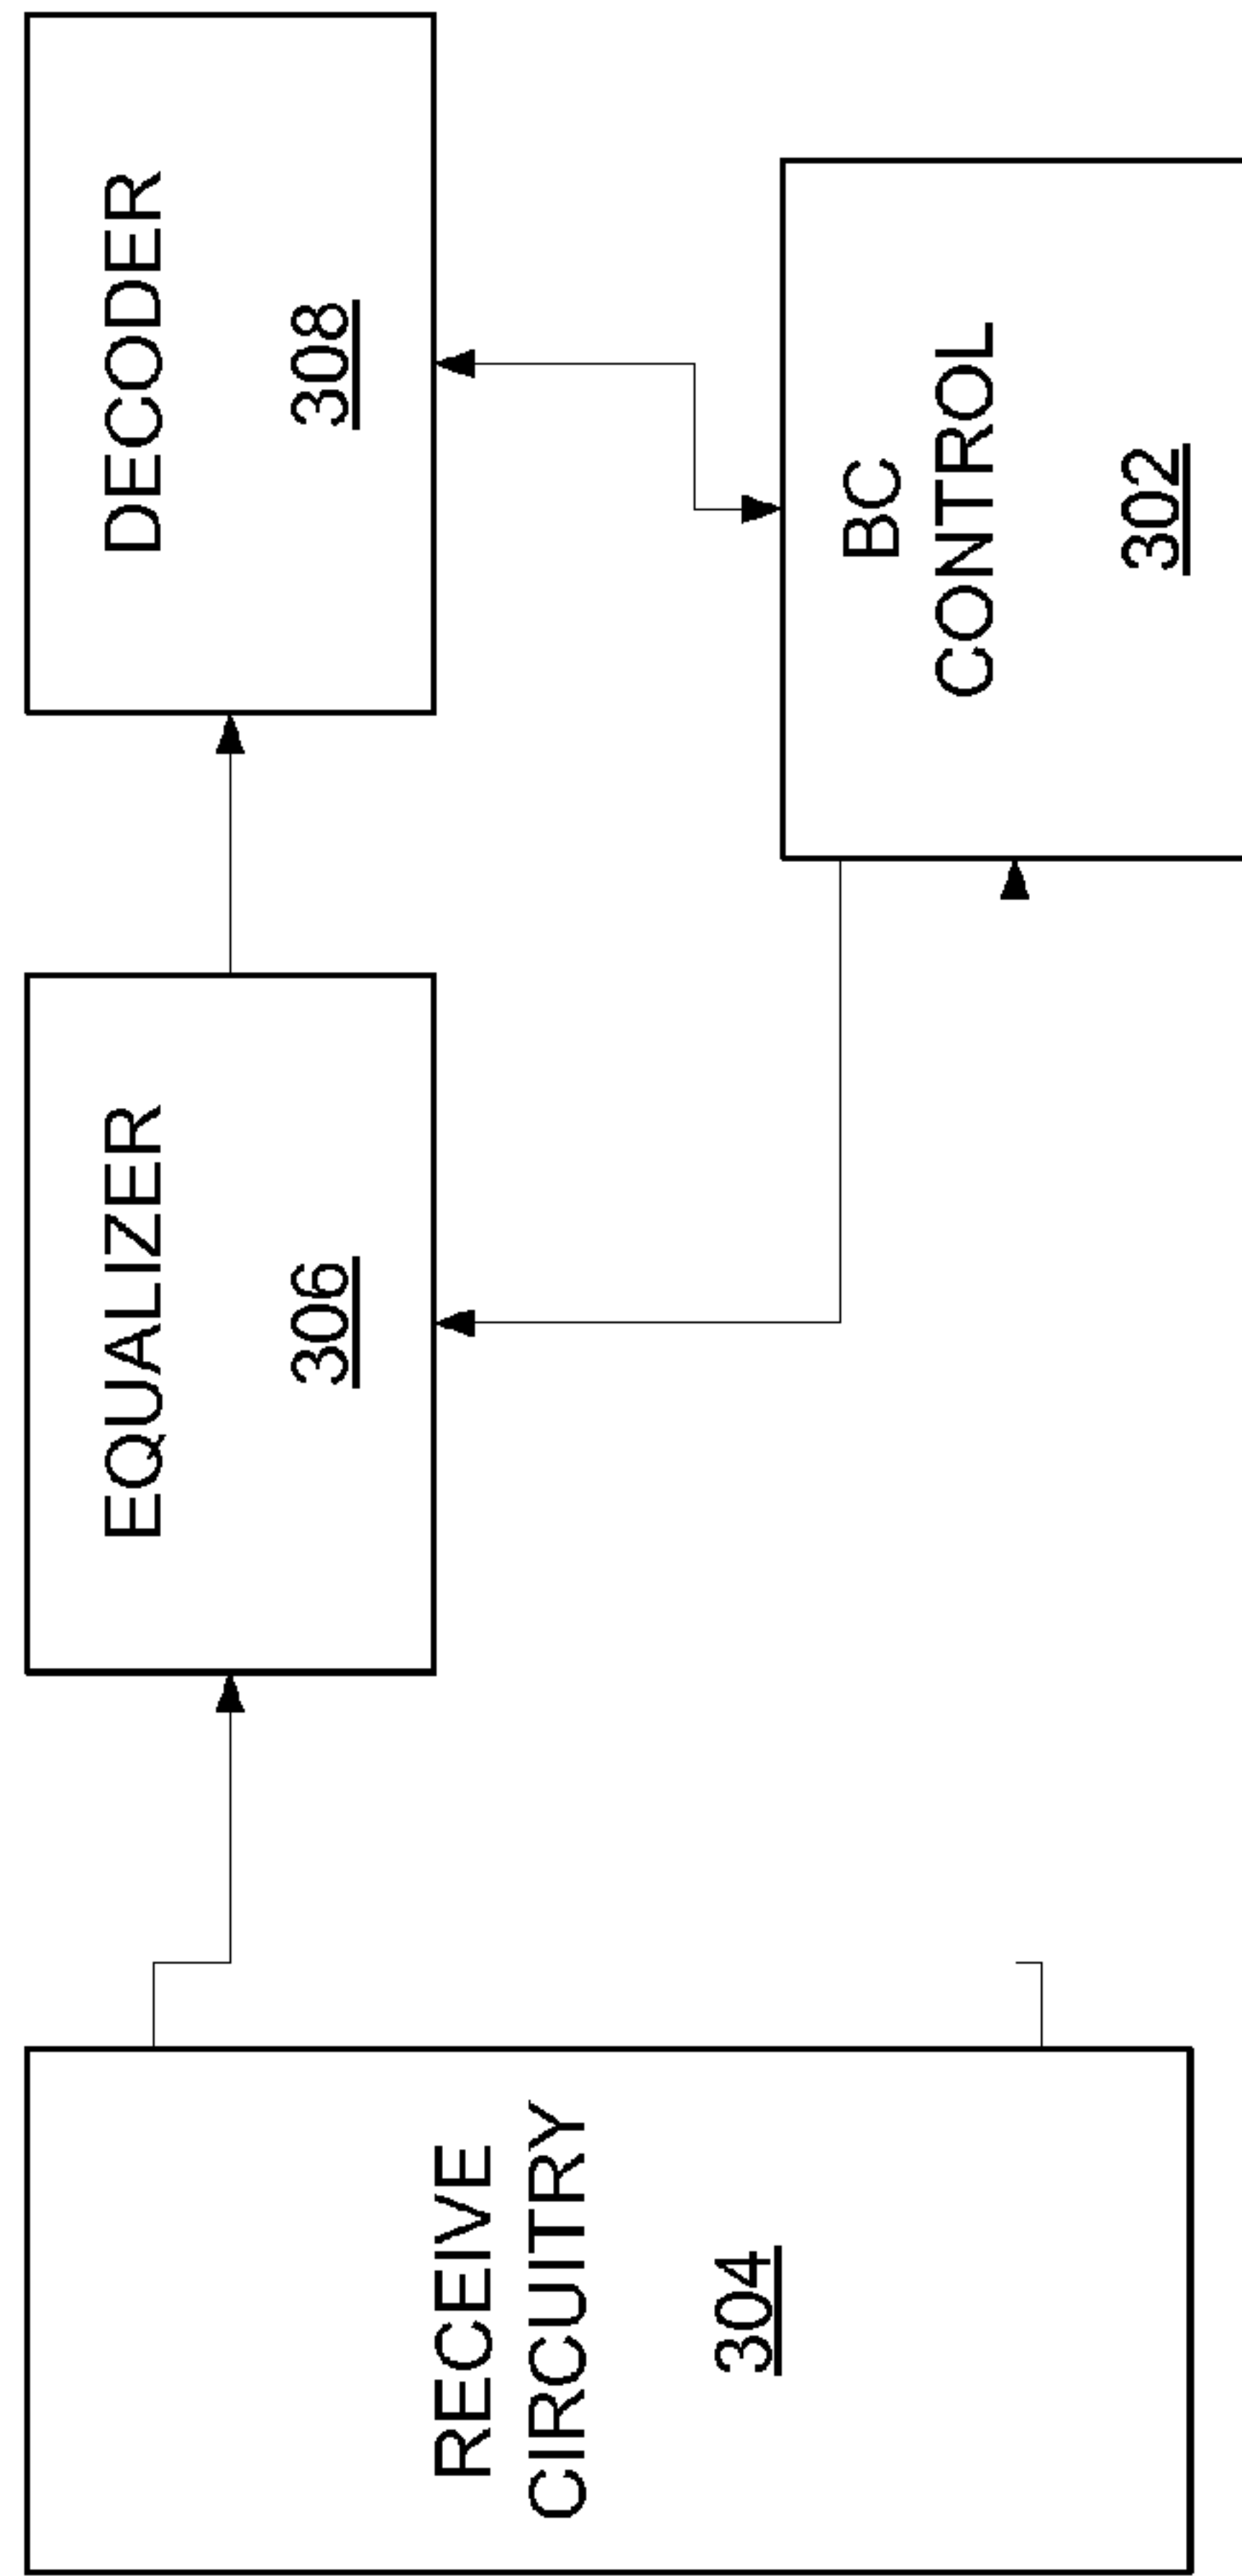 RECEIVE
CIRCUITRY
304
EQUALIZER
306
DECODER
308
BC
CONTROL
302